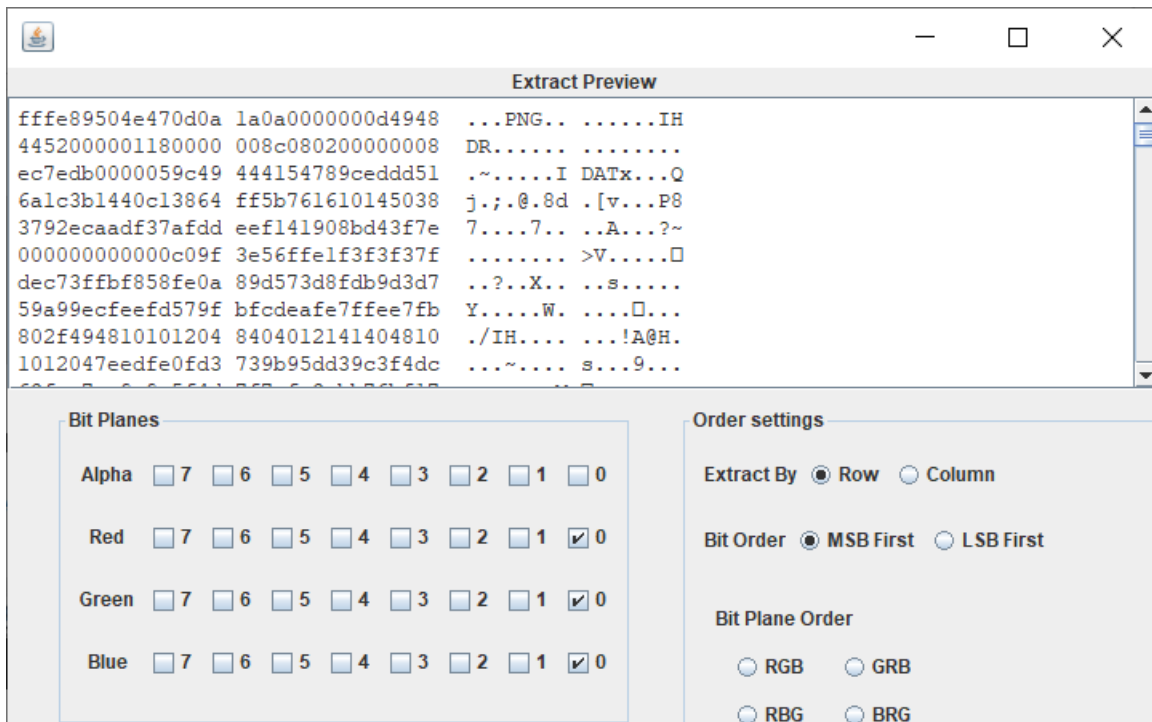 Extract Preview
fffe89504e470d0a 1a0a0000000d4948 ...PNG.. ......IH
4452000001180000 008c080200000008 DR...... ........
ec7edb0000059c49 444154789ceddd51 .~.....I DATx...Q
6a1c3b1440c13864 ff5b761610145038 j.;.@.8d .[v...P8
3792ecaadf37afdd eef141908bd43f7e 7....7.. ..A...?~
000000000000c09f 3e56ffe1f3f3f37f ........ >V.....□
dec73ffbf858fe0a 89d573d8fdb9d3d7 ..?..X.. ..s.....
59a99ecfeefd579f bfcdeafe7ffee7fb Y.....W. ....□...
802f494810101204 8404012141404810 ./IH.... ...!A@H.
1012047eedfe0fd3 739b95dd39c3f4dc ...~.... s...9...
Bit Planes
Order settings
Alpha 7 6 5 4 3 2 1 0
Extract By Row Column
Red 7 6 5 4 3 2 1 0
Bit Order MSB First LSB First
Green 7 6 5 4 3 2 1 0
Bit Plane Order
Blue 7 6 5 4 3 2 1 0
RGB GRB
RBG BRG